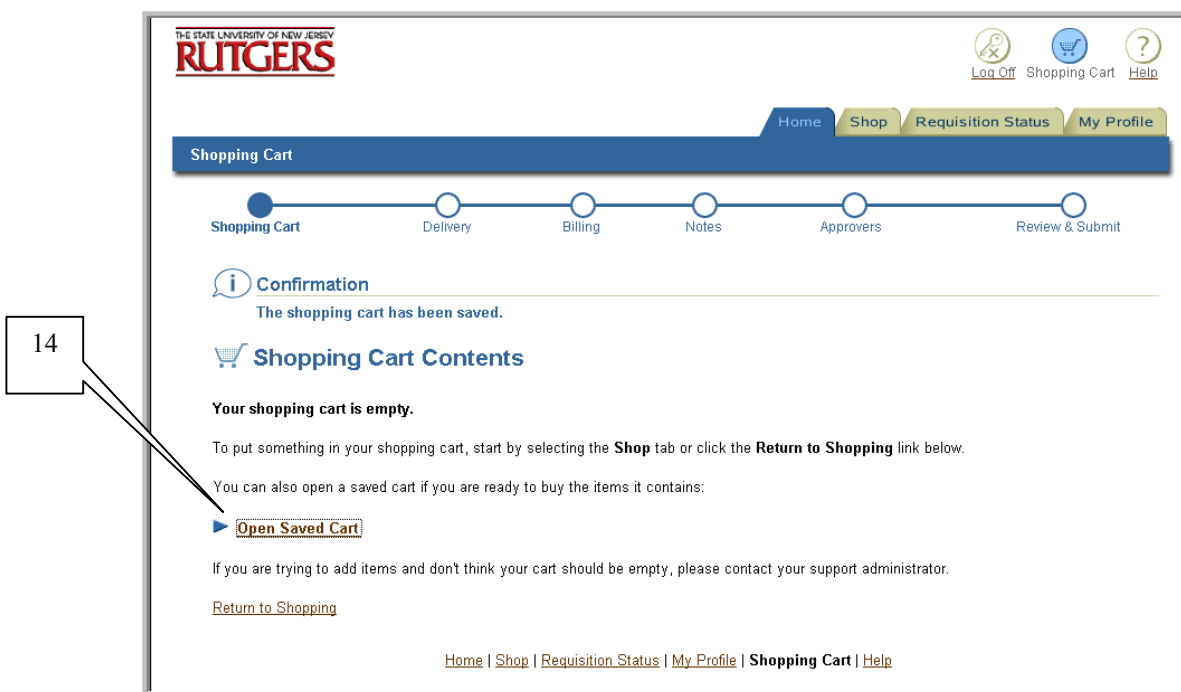 THE STATE UNIVERSITY OF NEW JERSEY
RUTGERS
Log Off Shopping Cart Help
Home Shop Requisition Status My Profile
Shopping Cart
Shopping Cart Delivery Billing Notes Approvers Review & Submit
i Confirmation
The shopping cart has been saved.
14
Shopping Cart Contents
Your shopping cart is empty.
To put something in your shopping cart, start by selecting the Shop tab or click the Return to Shopping link below.
You can also open a saved cart if you are ready to buy the items it contains:
Open Saved Cart
If you are trying to add items and don't think your cart should be empty, please contact your support administrator.
Return to Shopping
Home | Shop | Requisition Status | My Profile | Shopping Cart | Help